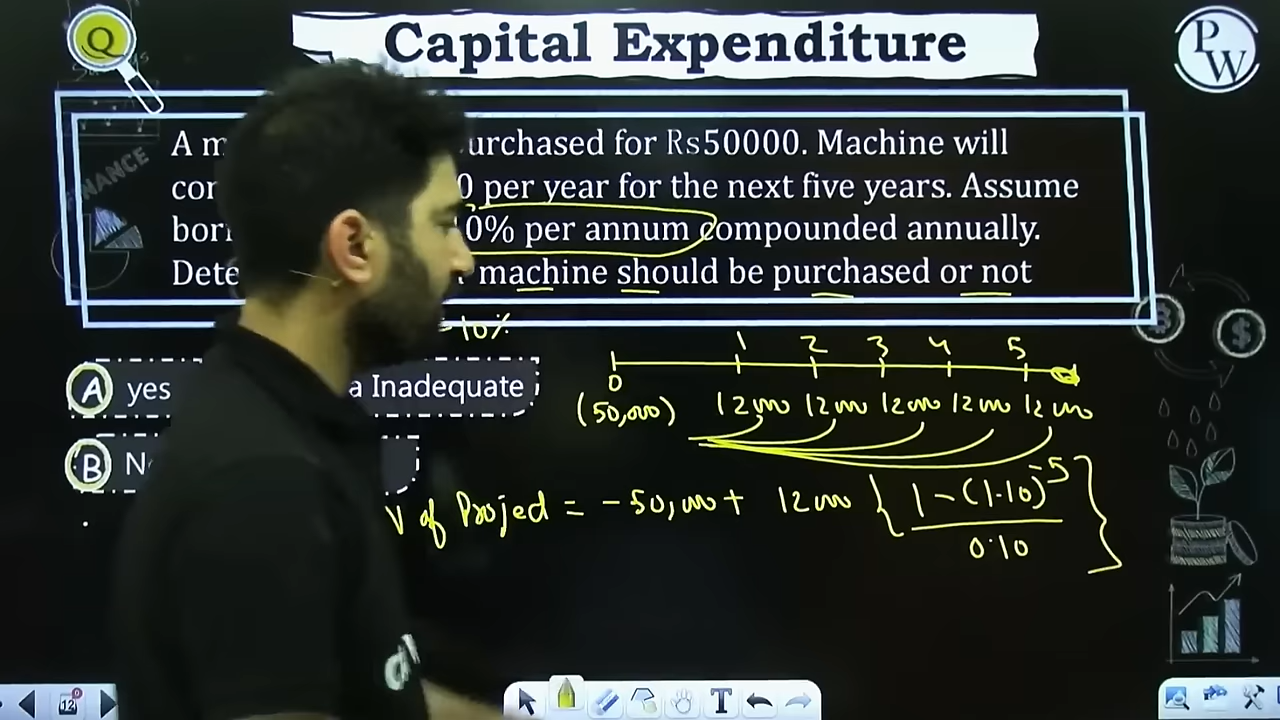 Q
Capital Expenditure
PW
FINANCE
A m urchased for Rs50000. Machine will
cor 0 per year for the next five years. Assume
bori 0% per annum compounded annually.
Dete machine should be purchased or not
10%
A yes a Inadequate
B N
1 2 3 4 5
0
(50,000) 12000 12000 12000 12000 12000
V of Project = -50,000 + 12000 { 1-(1.10)^-5 / 0.10 }
12
T